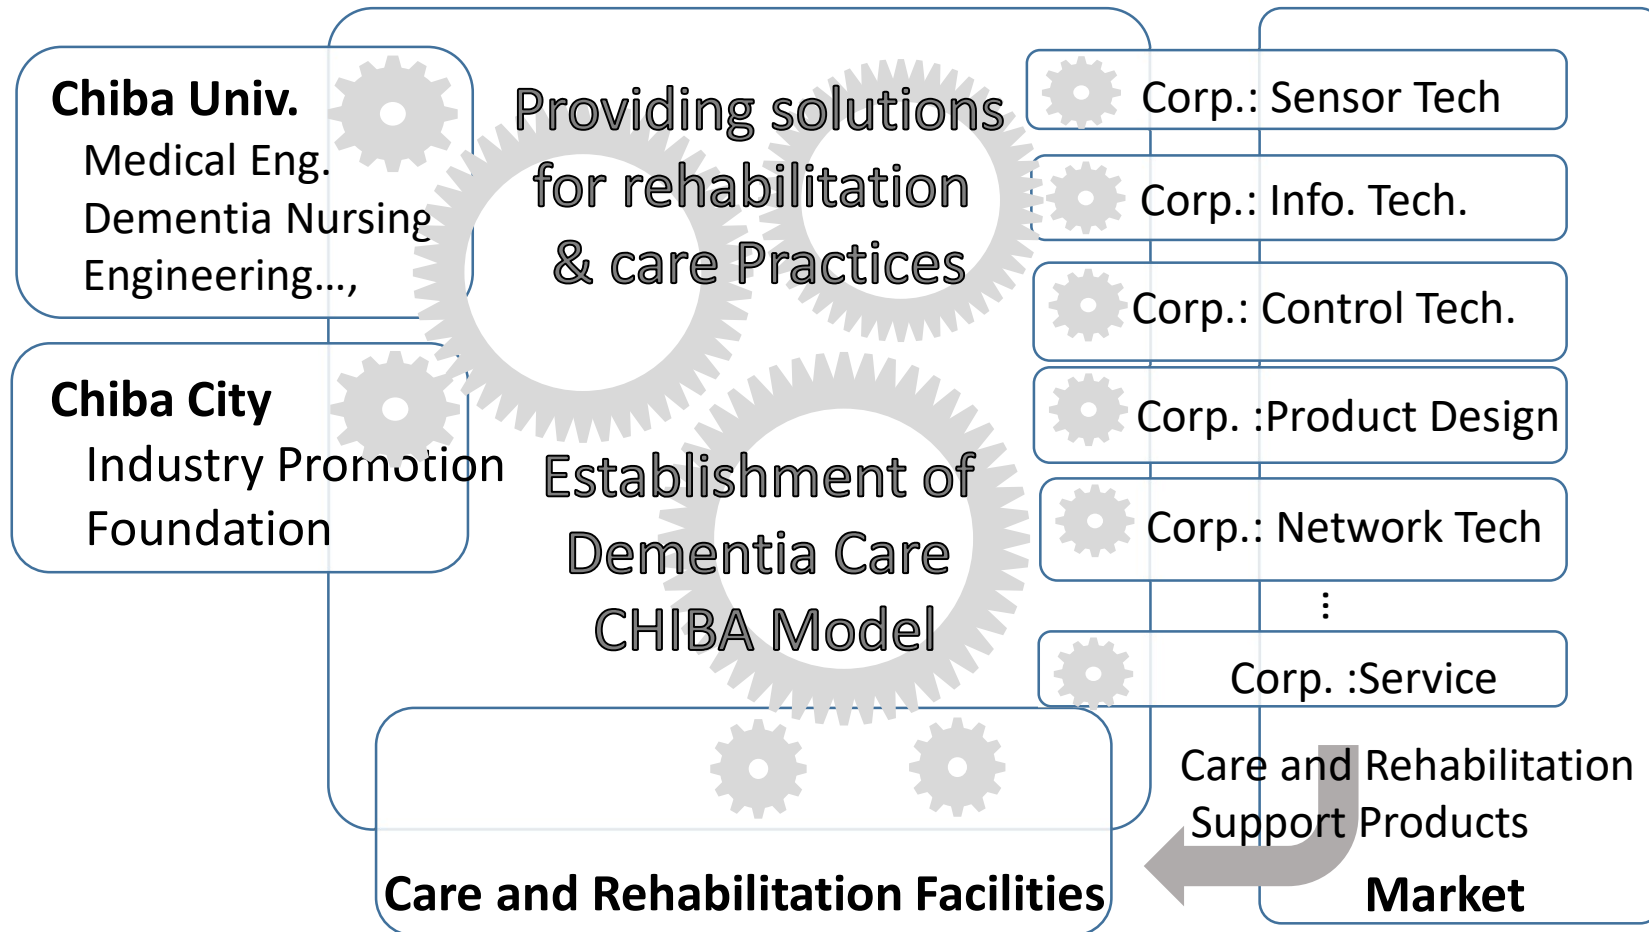 Chiba Univ.
Medical Eng.
Dementia Nursing
Engineering...,
Chiba City
Industry Promotion
Foundation
Providing solutions
for rehabilitation
& care Practices
Establishment of
Dementia Care
CHIBA Model
Corp.: Sensor Tech
Corp.: Info. Tech.
Corp.: Control Tech.
Corp. :Product Design
Corp.: Network Tech
...
Corp. :Service
Care and Rehabilitation
Support Products
Care and Rehabilitation Facilities
Market